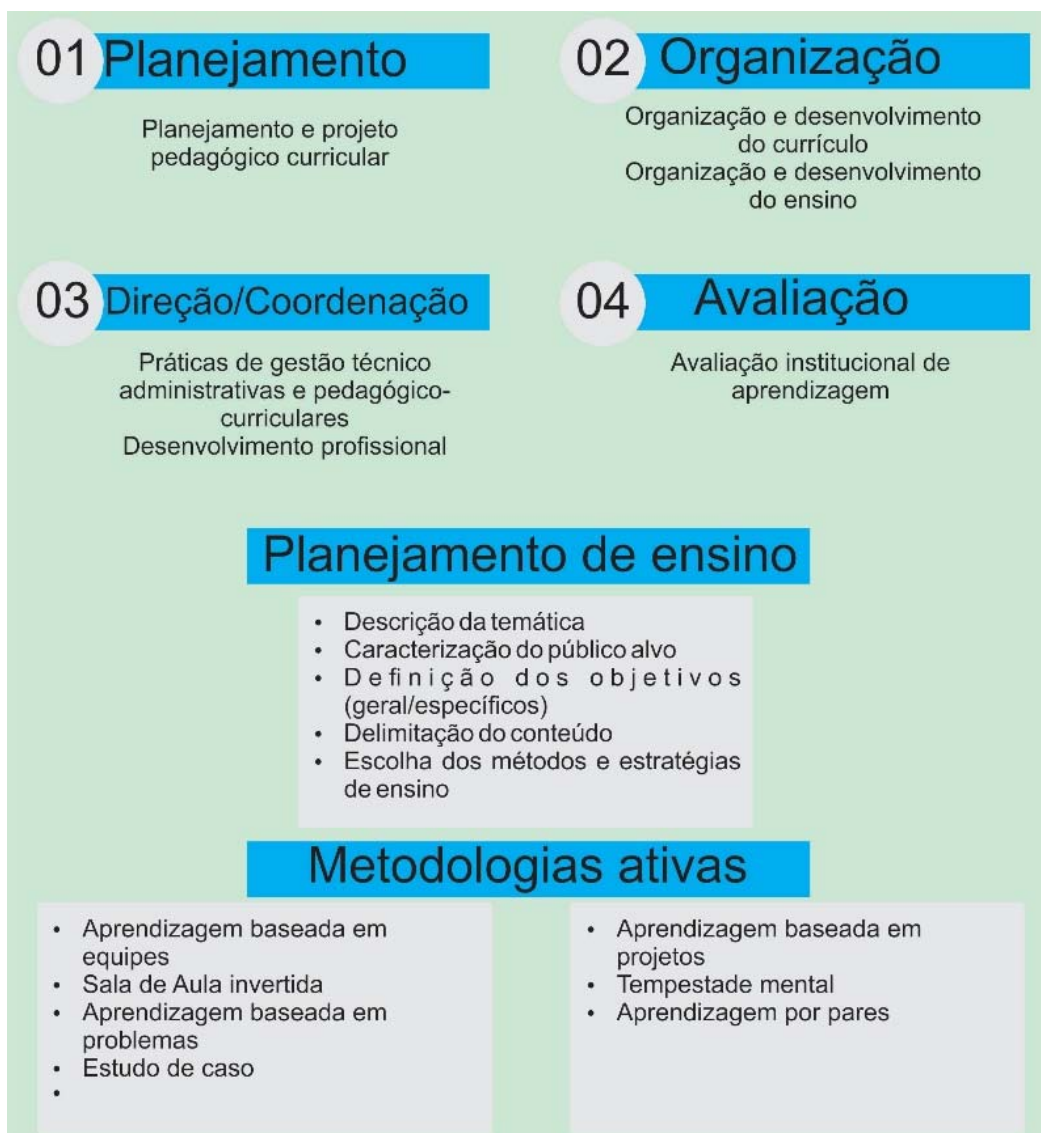 01 Planejamento
Planejamento e projeto
pedagógico curricular
02 Organização
Organização e desenvolvimento
do currículo
Organização e desenvolvimento
do ensino
03 Direção/Coordenação
Práticas de gestão técnico
administrativas e pedagógico-
curriculares
Desenvolvimento profissional
04 Avaliação
Avaliação institucional de
aprendizagem
Planejamento de ensino
• Descrição da temática
• Caracterização do público alvo
• Definição dos objetivos
(geral/específicos)
• Delimitação do conteúdo
• Escolha dos métodos e estratégias
de ensino
Metodologias ativas
• Aprendizagem baseada em
equipes
• Sala de Aula invertida
• Aprendizagem baseada em
problemas
• Estudo de caso
•
• Aprendizagem baseada em
projetos
• Tempestade mental
• Aprendizagem por pares